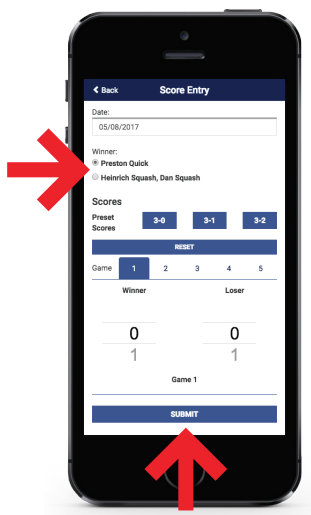 Back Score Entry
Date:
05/08/2017
Winner:
Preston Quick
Heinrich Squash, Dan Squash
Scores
Preset Scores 3-0 3-1 3-2
RESET
Game 1 2 3 4 5
Winner Loser
0 0
1 1
Game 1
SUBMIT